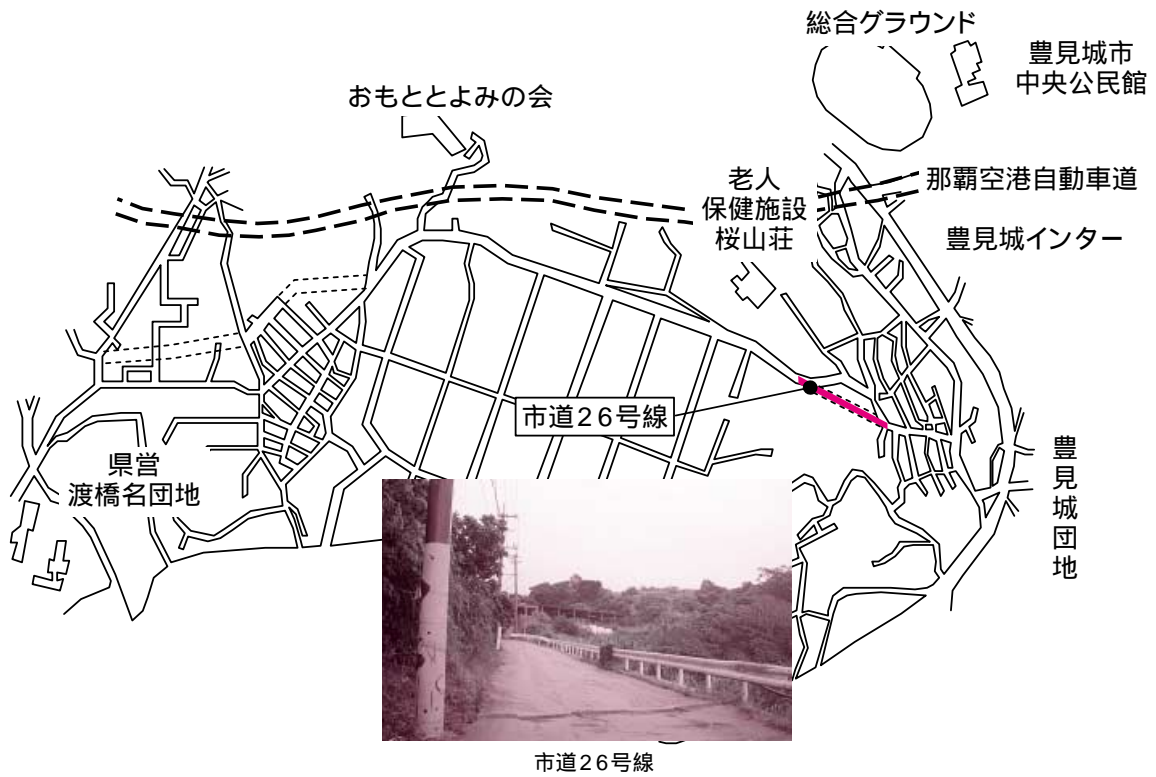 総合グラウンド
豊見城市
中央公民館
おもととよみの会
老人
保健施設
桜山荘
那覇空港自動車道
豊見城インター
市道26号線
県営
渡橋名団地
豊見城団地
市道26号線